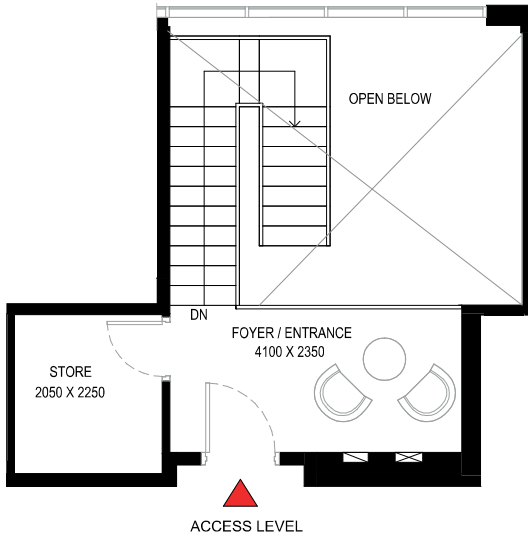 OPEN BELOW
DN
FOYER / ENTRANCE
4100 X 2350
STORE
2050 X 2250
ACCESS LEVEL